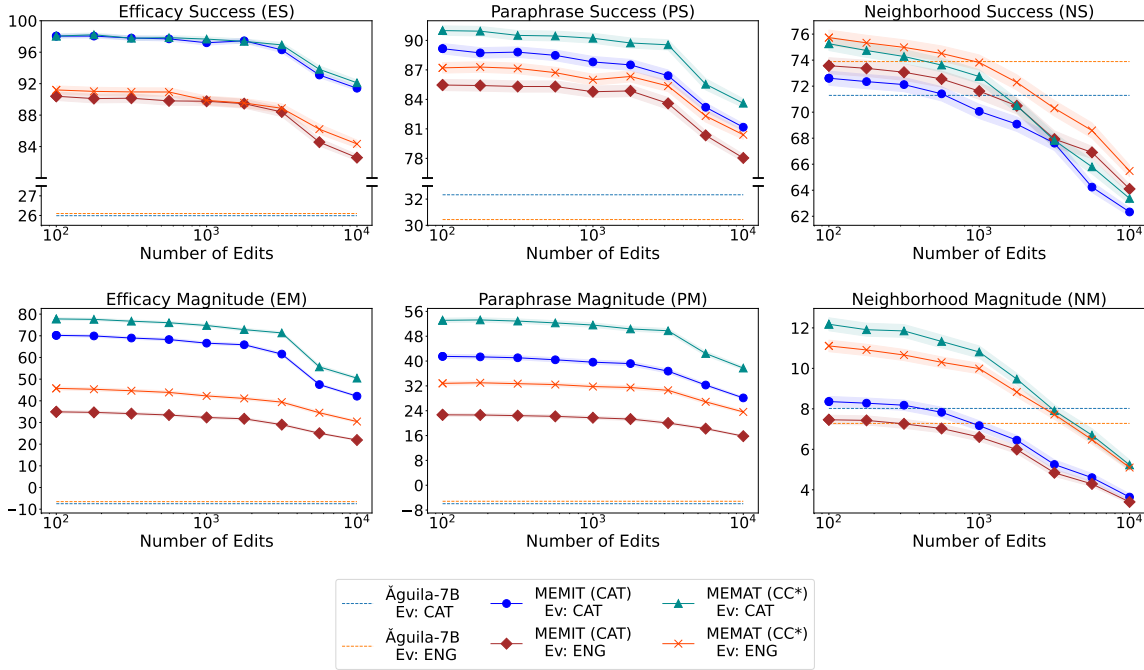 Efficacy Success (ES)
100
96
92
88
84
27
26
10²
10³
10⁴
Number of Edits
Paraphrase Success (PS)
90
87
84
81
78
32
30
10²
10³
10⁴
Number of Edits
Neighborhood Success (NS)
76
74
72
70
68
66
64
62
10²
10³
10⁴
Number of Edits
Efficacy Magnitude (EM)
80
70
60
50
40
30
20
10
0
−10
10²
10³
10⁴
Number of Edits
Paraphrase Magnitude (PM)
56
48
40
32
24
16
8
0
−8
10²
10³
10⁴
Number of Edits
Neighborhood Magnitude (NM)
12
10
8
6
4
10²
10³
10⁴
Number of Edits
Ǎguila-7B
Ev: CAT
MEMIT (CAT)
Ev: CAT
MEMAT (CC*)
Ev: CAT
Ǎguila-7B
Ev: ENG
MEMIT (CAT)
Ev: ENG
MEMAT (CC*)
Ev: ENG